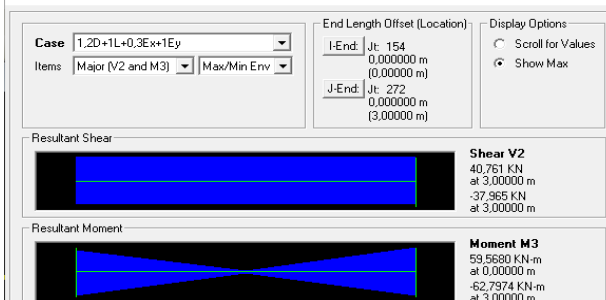 Case 1,2D+1L+0,3Ex+1Ey
Items Major (V2 and M3) Max/Min Env
End Length Offset (Location)
I-End: Jt: 154
0,000000 m
(0,00000 m)
J-End: Jt: 272
0,000000 m
(3,00000 m)
Display Options
Scroll for Values
Show Max
Resultant Shear
Shear V2
40,761 KN
at 3,00000 m
-37,965 KN
at 3,00000 m
Resultant Moment
Moment M3
59,5680 KN-m
at 0,00000 m
-62,7974 KN-m
at 3,00000 m